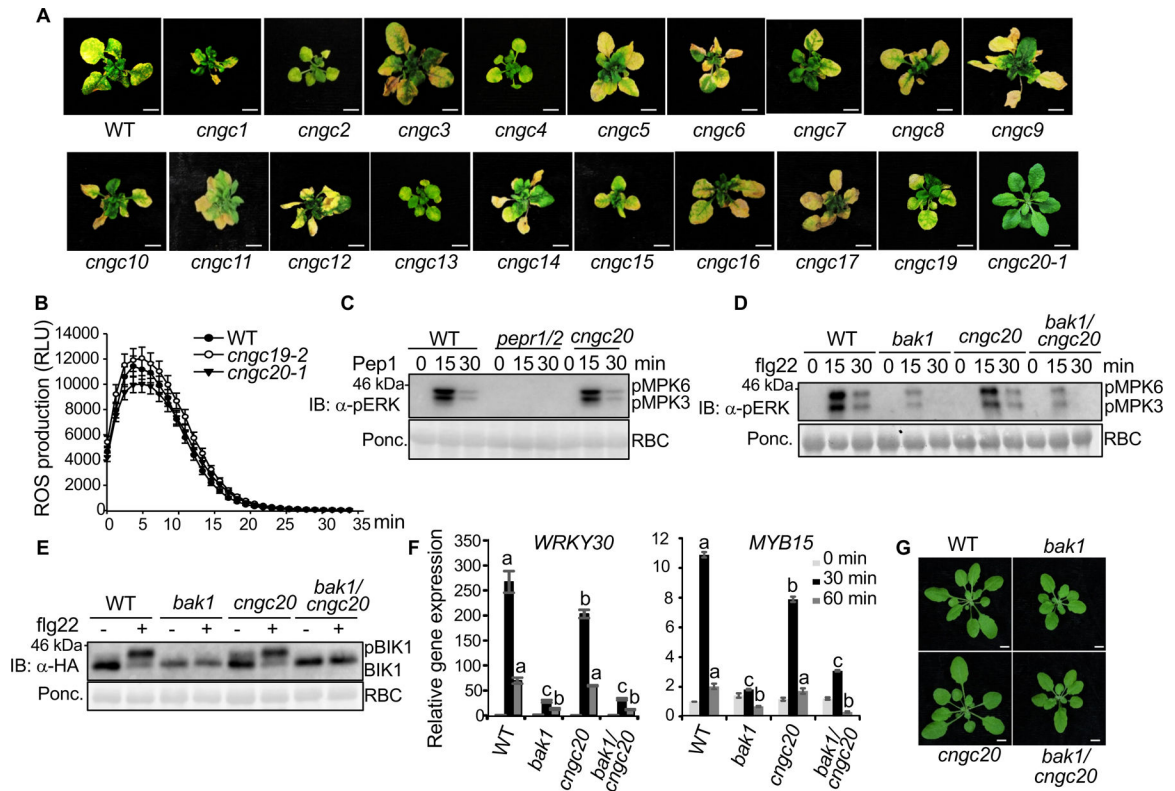 A
WT cngc1 cngc2 cngc3 cngc4 cngc5 cngc6 cngc7 cngc8 cngc9
cngc10 cngc11 cngc12 cngc13 cngc14 cngc15 cngc16 cngc17 cngc19 cngc20-1
B
ROS production (RLU)
14000
12000
10000
8000
6000
4000
2000
0
0 5 10 15 20 25 30 35 min
WT
cngc19-2
cngc20-1
C
WT pepr1/2 cngc20
Pep1 0 15 30 0 15 30 0 15 30 min
46 kDa
pMPK6
IB: α-pERK
pMPK3
Ponc.
RBC
D
WT bak1 cngc20 bak1/
cngc20
flg22 0 15 30 0 15 30 0 15 30 0 15 30 min
46 kDa
pMPK6
IB: α-pERK
pMPK3
Ponc.
RBC
E
WT bak1 cngc20 bak1/
cngc20
flg22 - + - + - + - +
46 kDa
pBIK1
IB: α-HA
BIK1
Ponc.
RBC
F
Relative gene expression
WRKY30
350
300
250
200
150
100
50
0
a a c b b a c b
WT bak1 cngc20 bak1/
cngc20
MYB15
12
10
8
6
4
2
0
a a c b b a c b
0 min
30 min
60 min
WT bak1 cngc20 bak1/
cngc20
G
WT bak1
cngc20 bak1/
cngc20